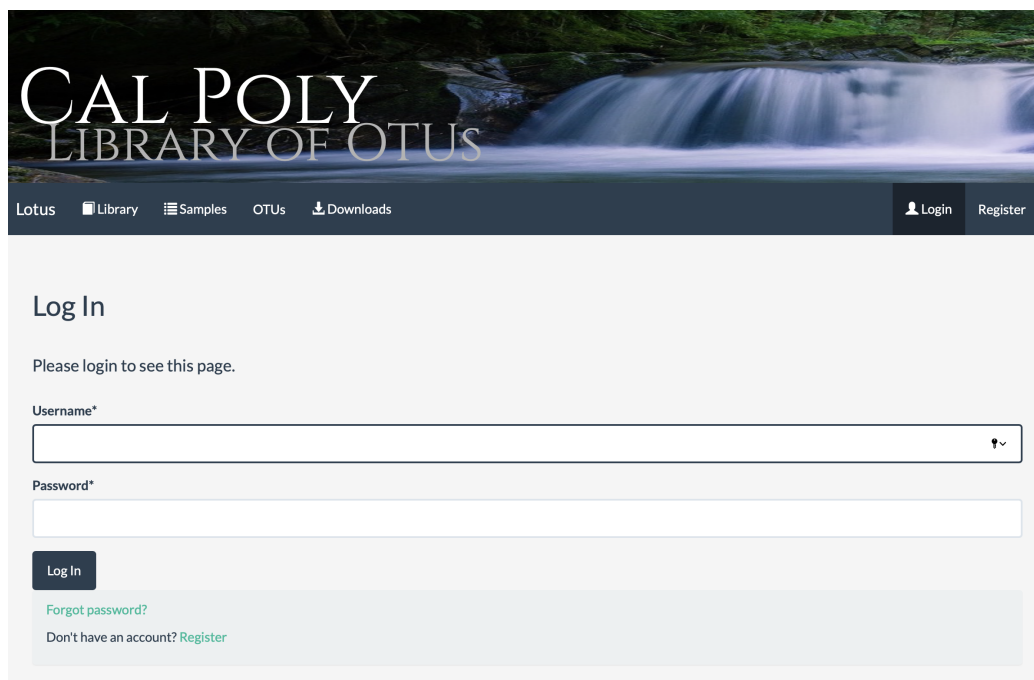 CAL POLY
LIBRARY OF OTUS
Lotus Library Samples OTUs Downloads Login Register
Log In
Please login to see this page.
Username*
Password*
Log In
Forgot password?
Don't have an account? Register